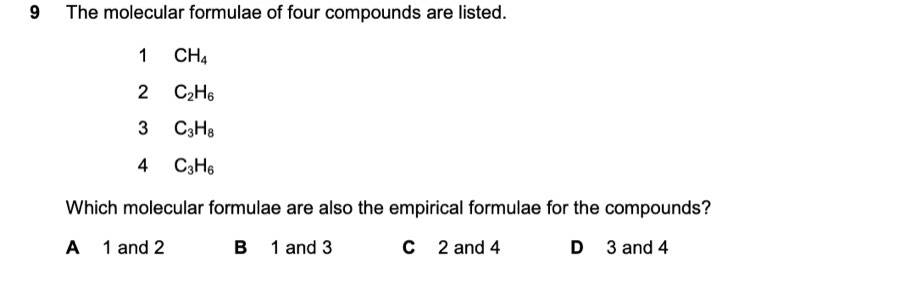 9 The molecular formulae of four compounds are listed.
1 CH₄
2 C₂H₆
3 C₃H₈
4 C₃H₆
Which molecular formulae are also the empirical formulae for the compounds?
A 1 and 2 B 1 and 3 C 2 and 4 D 3 and 4